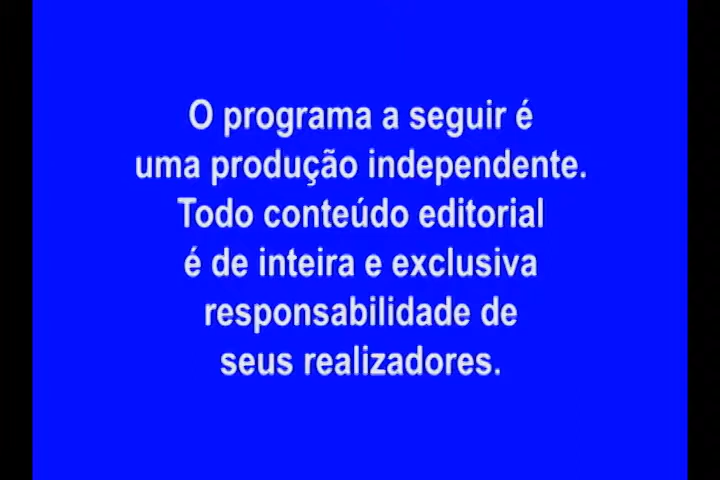 O programa a seguir é
uma produção independente.
Todo conteúdo editorial
é de inteira e exclusiva
responsabilidade de
seus realizadores.